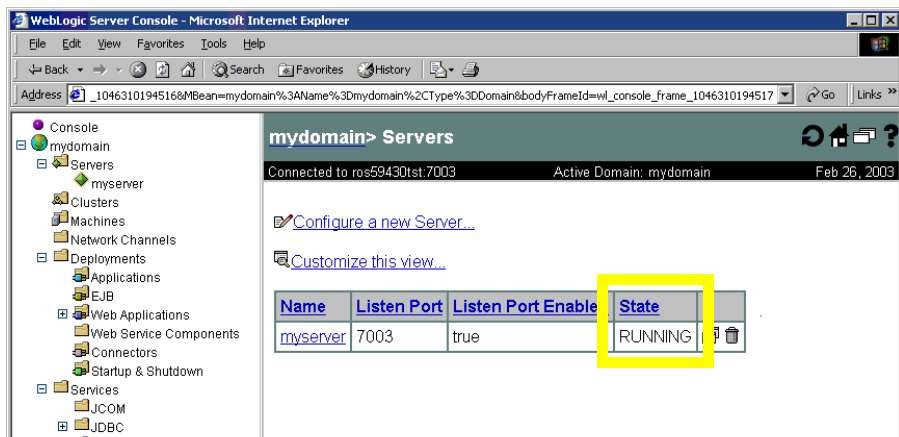 WebLogic Server Console - Microsoft Internet Explorer
File Edit View Favorites Tools Help
Back Search Favorites History
Address _1046310194516&MBean=mydomain%3AName%3Dmydomain%2CType%3DDomain&bodyFrameId=wl_console_frame_1046310194517 Go Links »
Console
mydomain
Servers
myserver
Clusters
Machines
Network Channels
Deployments
Applications
EJB
Web Applications
Web Service Components
Connectors
Startup & Shutdown
Services
JCOM
JDBC
mydomain> Servers ?
Connected to ros59430tst:7003 Active Domain: mydomain Feb 26, 2003
Configure a new Server...
Customize this view...
Name Listen Port Listen Port Enable State
myserver 7003 true RUNNING